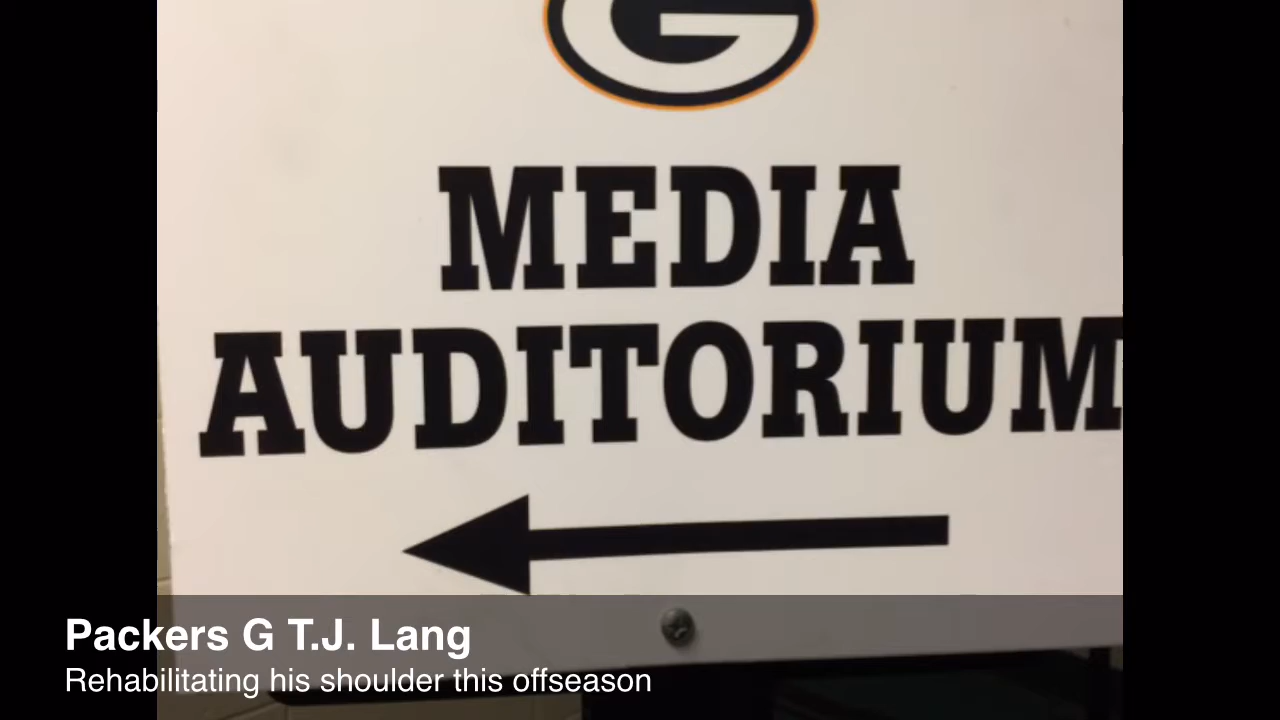 G
MEDIA
AUDITORIUM
Packers G T.J. Lang
Rehabilitating his shoulder this offseason